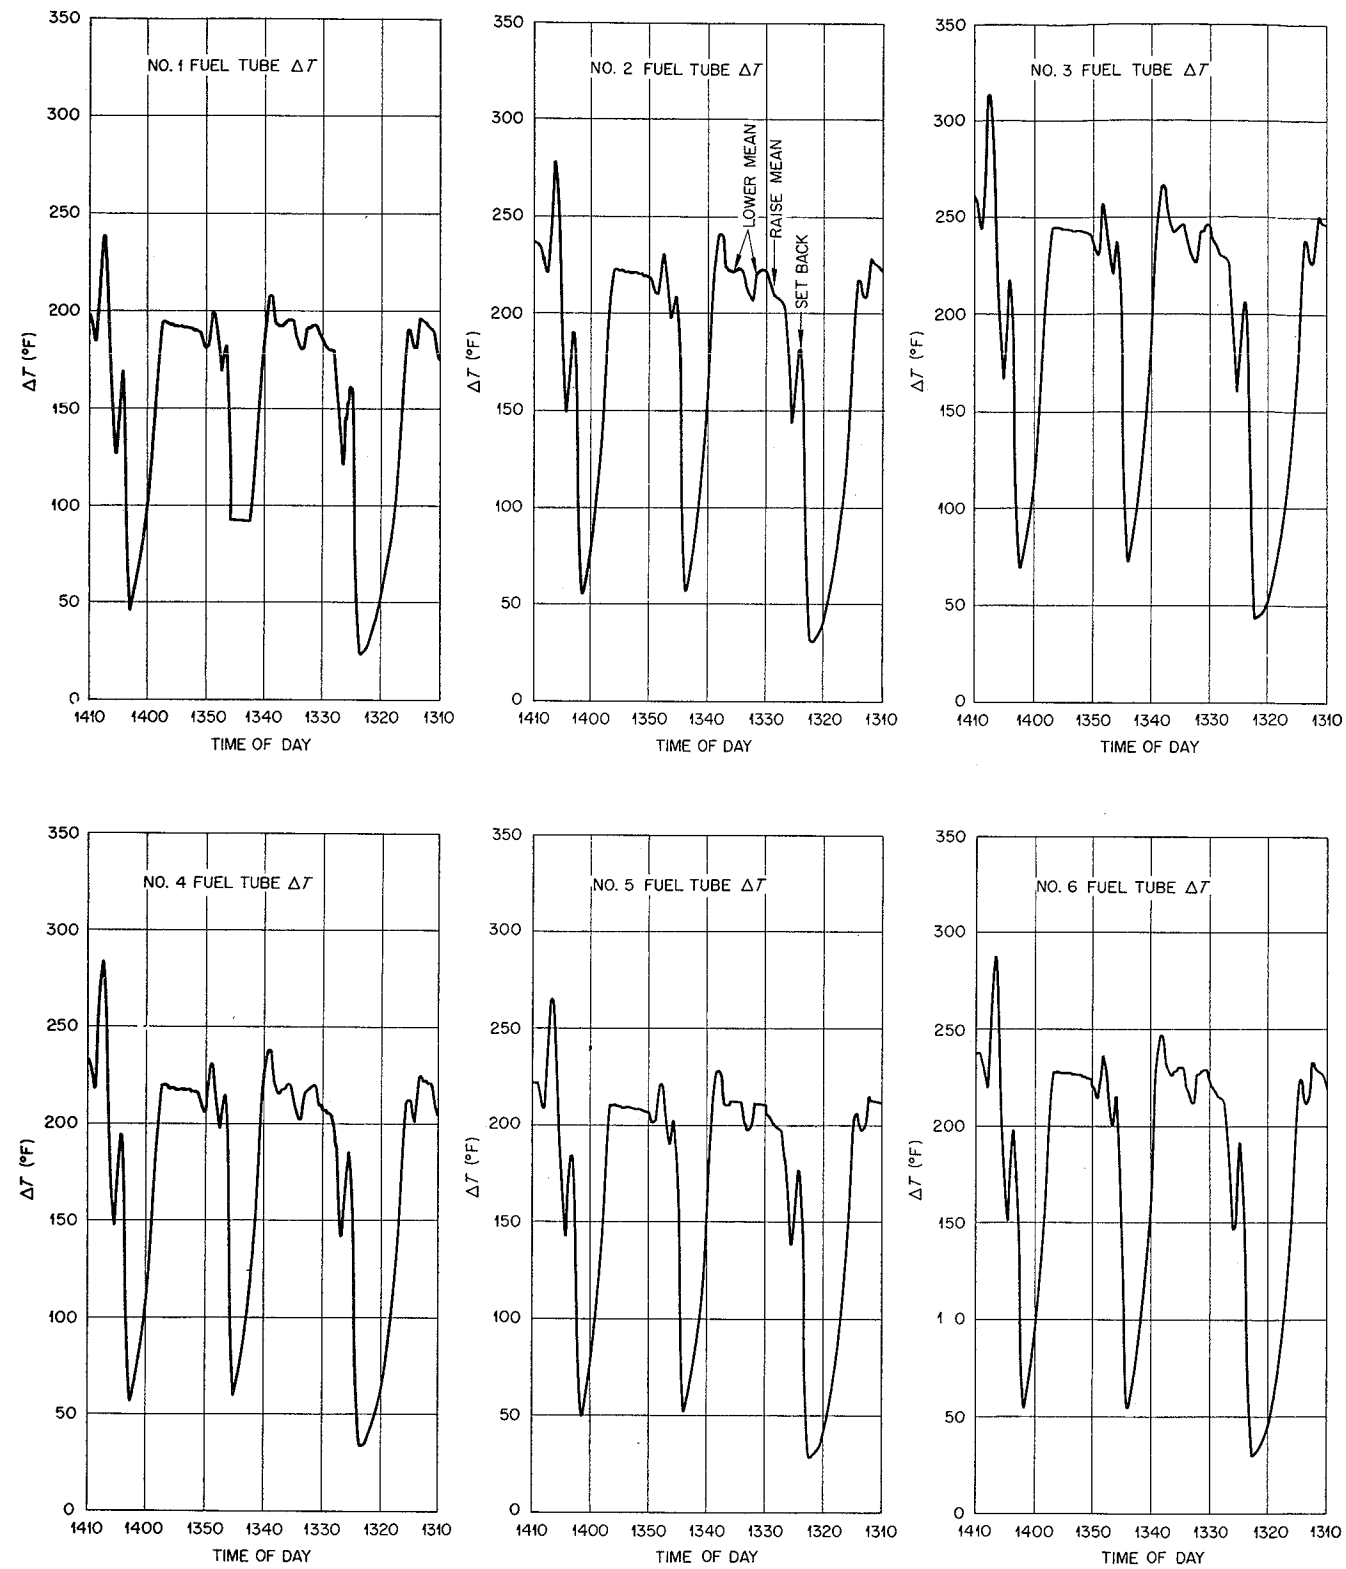 NO. 1 FUEL TUBE ΔT
350
300
250
200
150
100
50
0
ΔT (°F)
1410 1400 1350 1340 1330 1320 1310
TIME OF DAY
NO. 2 FUEL TUBE ΔT
350
300
250
200
150
100
50
0
ΔT (°F)
LOWER MEAN
RAISE MEAN
SET BACK
1410 1400 1350 1340 1330 1320 1310
TIME OF DAY
NO. 3 FUEL TUBE ΔT
350
300
250
200
150
100
50
0
ΔT (°F)
1410 1400 1350 1340 1330 1320 1310
TIME OF DAY
NO. 4 FUEL TUBE ΔT
350
300
250
200
150
100
50
0
ΔT (°F)
1410 1400 1350 1340 1330 1320 1310
TIME OF DAY
NO. 5 FUEL TUBE ΔT
350
300
250
200
150
100
50
0
ΔT (°F)
1410 1400 1350 1340 1330 1320 1310
TIME OF DAY
NO. 6 FUEL TUBE ΔT
350
300
250
200
150
1 0
50
0
ΔT (°F)
1410 1400 1350 1340 1330 1320 1310
TIME OF DAY